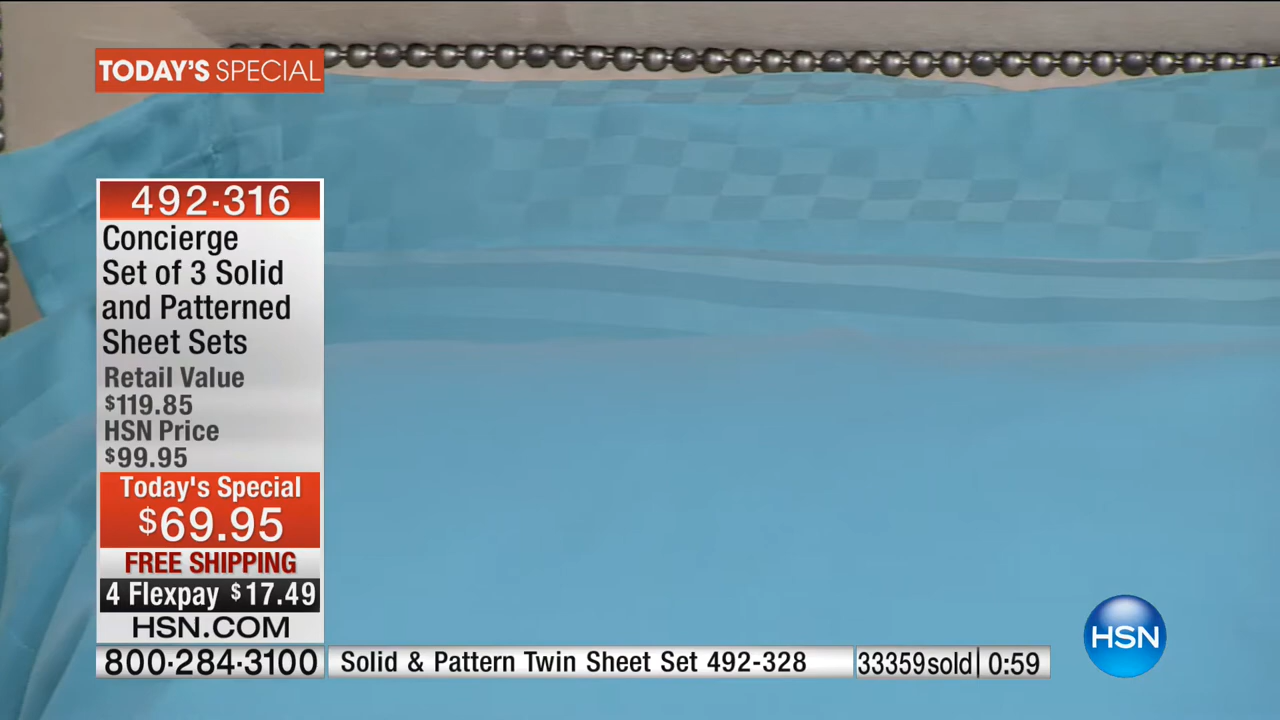 TODAY'S SPECIAL
492·316
Concierge
Set of 3 Solid
and Patterned
Sheet Sets
Retail Value
$119.85
HSN Price
$99.95
Today's Special
$69.95
FREE SHIPPING
4 Flexpay $17.49
HSN.COM
800·284·3100
Solid & Pattern Twin Sheet Set 492-328
33359sold
0:59
HSN